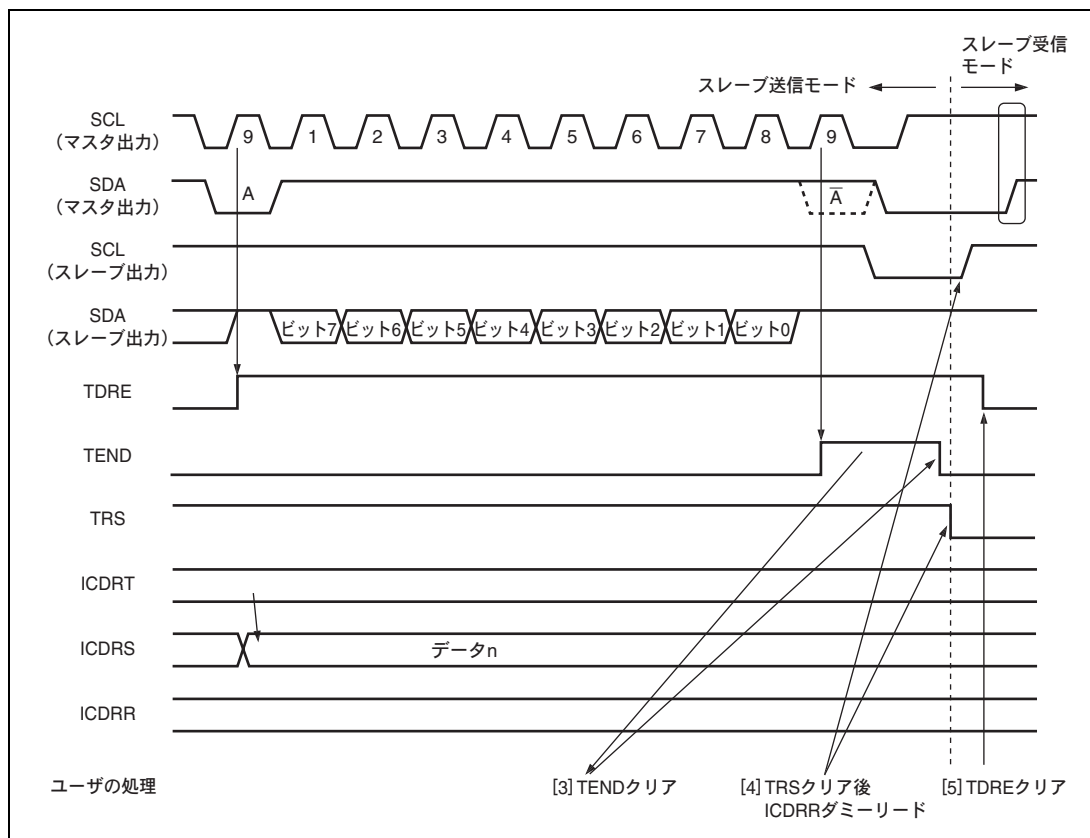 スレーブ受信
モード
スレーブ送信モード
SCL
(マスタ出力)
9 1 2 3 4 5 6 7 8 9
SDA
(マスタ出力)
A
A̅
SCL
(スレーブ出力)
SDA
(スレーブ出力)
ビット7 ビット6 ビット5 ビット4 ビット3 ビット2 ビット1 ビット0
TDRE
TEND
TRS
ICDRT
ICDRS
データn
ICDRR
ユーザの処理
[3] TENDクリア
[4] TRSクリア後
ICDRRダミーリード
[5] TDREクリア